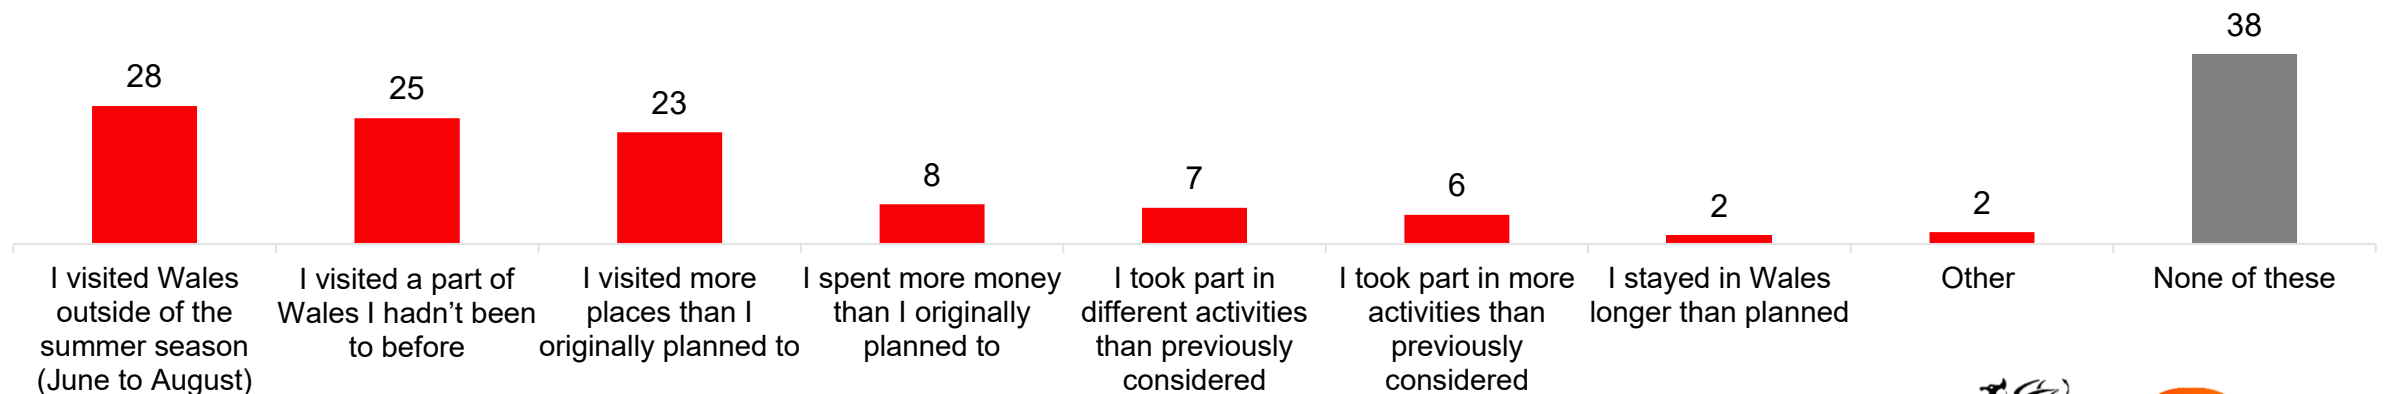 38
28
25
23
8
7
6
2
2
I visited Wales
outside of the
summer season
(June to August)
I visited a part of
Wales I hadn’t been
to before
I visited more
places than I
originally planned to
I spent more money
than I originally
planned to
I took part in
different activities
than previously
considered
I took part in more
activities than
previously
considered
I stayed in Wales
longer than planned
Other
None of these